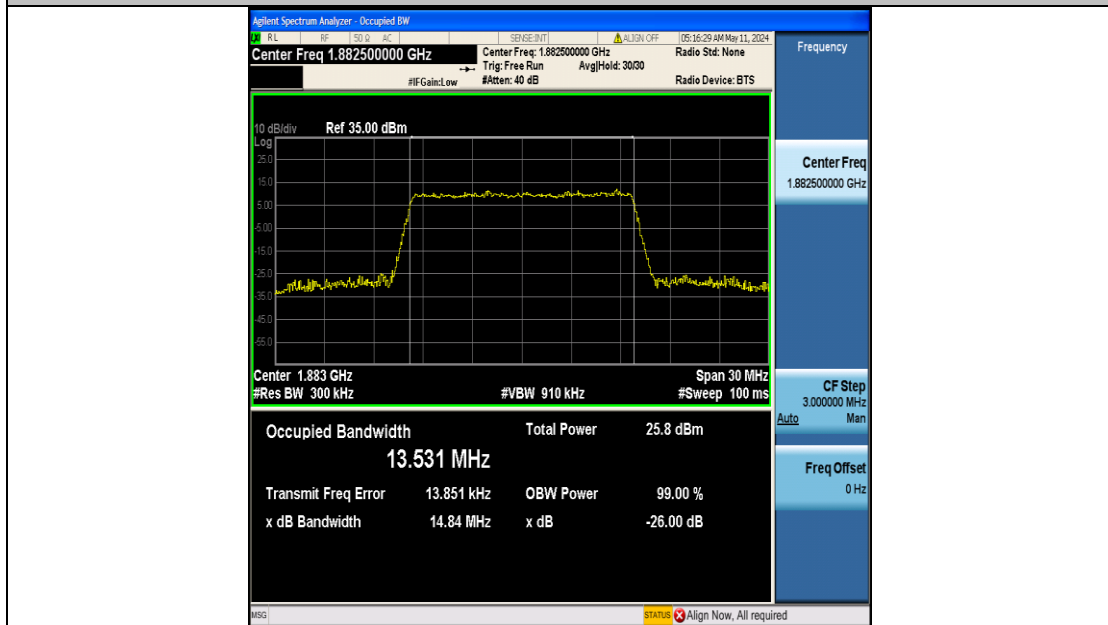 Agilent Spectrum Analyzer - Occupied BW
LXI RL RF 50 Ω AC SENSE:INT ALIGN OFF 05:16:29 AM May 11, 2024
Center Freq 1.882500000 GHz
Center Freq: 1.882500000 GHz
Radio Std: None
Trig: Free Run Avg|Hold: 30/30
#IFGain:Low
#Atten: 40 dB
Radio Device: BTS
Frequency
10 dB/div Ref 35.00 dBm
Log
25.0
15.0
5.00
-5.00
-15.0
-25.0
-35.0
-45.0
-55.0
Center 1.883 GHz
Span 30 MHz
#Res BW 300 kHz
#VBW 910 kHz
#Sweep 100 ms
Occupied Bandwidth
13.531 MHz
Total Power 25.8 dBm
Transmit Freq Error 13.851 kHz
OBW Power 99.00 %
x dB Bandwidth 14.84 MHz
x dB -26.00 dB
Center Freq
1.882500000 GHz
CF Step
3.000000 MHz
Auto Man
Freq Offset
0 Hz
MSG
STATUS Align Now, All required